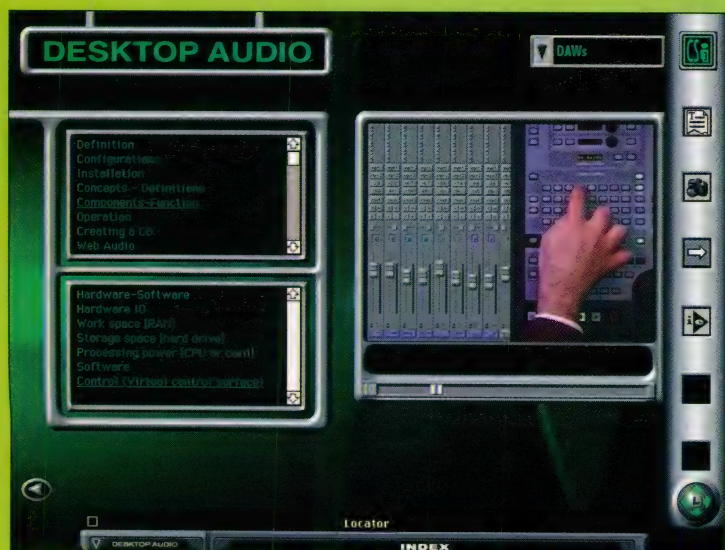 DESKTOP AUDIO
DAWs
CSi
Definition
Configuration
Installation
Concepts - Definitions
Components-Function
Operation
Creating a CD
Web Audio
Hardware-Software
Hardware IO
Work space [RAM]
Storage space [hard drive]
Processing power [CPU or card]
Software
Control (Virtual control surface)
Locator
DESKTOP AUDIO
INDEX